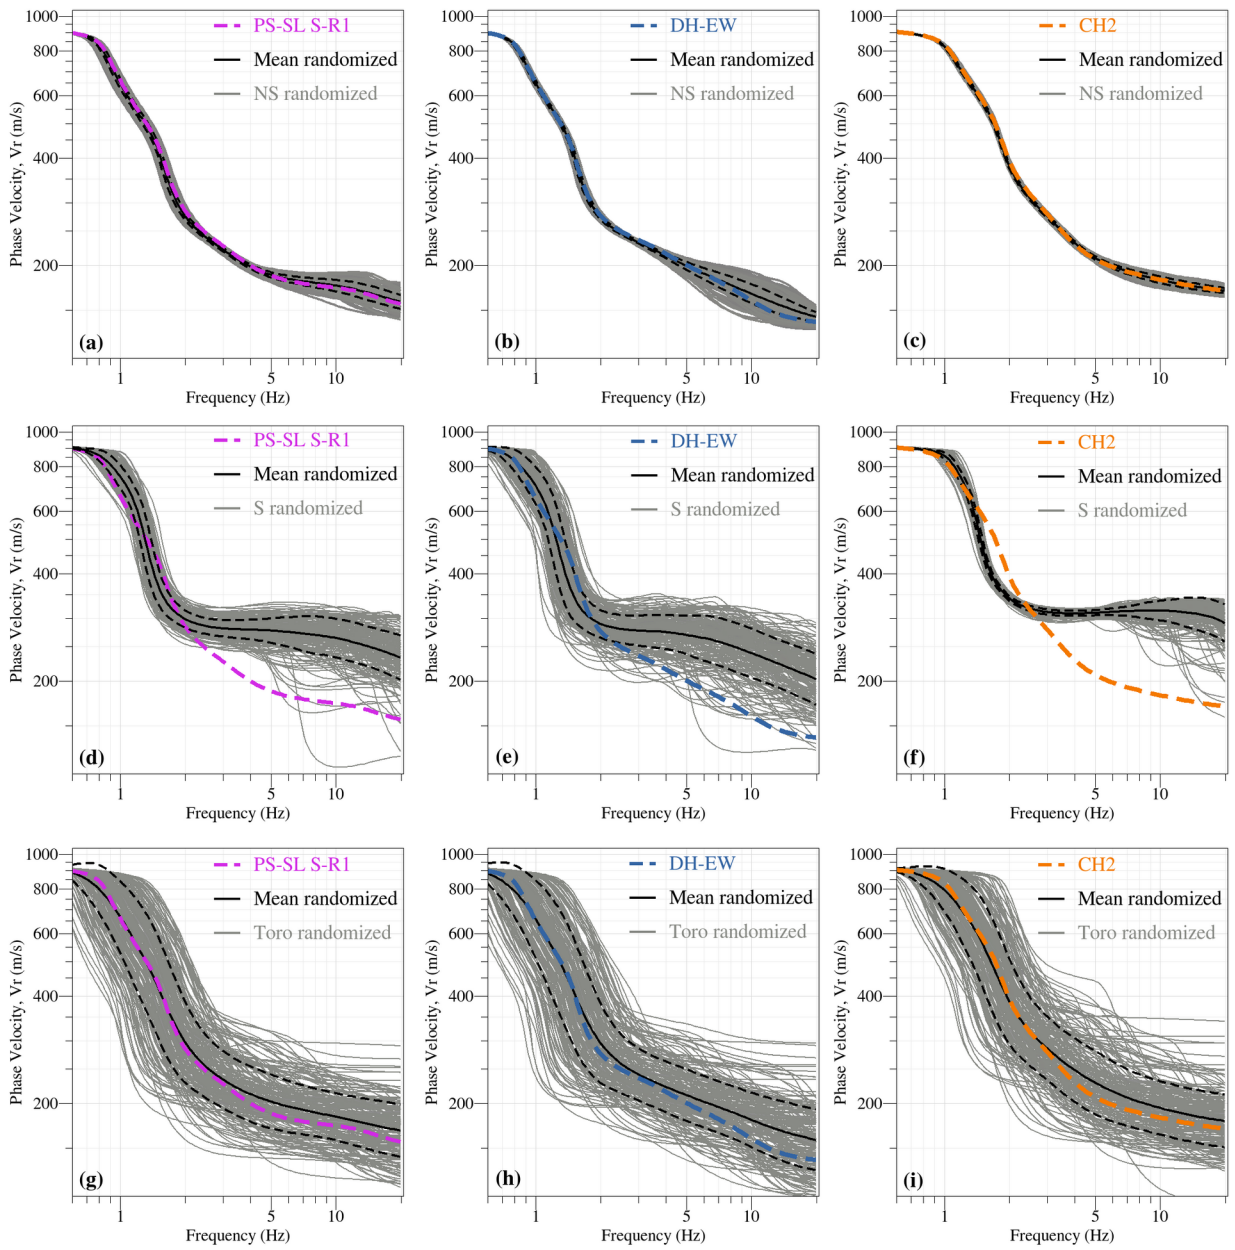 1000
800
600
400
200
Phase Velocity, Vr (m/s)
PS-SL S-R1
Mean randomized
NS randomized
(a)
1
5
10
Frequency (Hz)
1000
800
600
400
200
Phase Velocity, Vr (m/s)
DH-EW
Mean randomized
NS randomized
(b)
1
5
10
Frequency (Hz)
1000
800
600
400
200
Phase Velocity, Vr (m/s)
CH2
Mean randomized
NS randomized
(c)
1
5
10
Frequency (Hz)
1000
800
600
400
200
Phase Velocity, Vr (m/s)
PS-SL S-R1
Mean randomized
S randomized
(d)
1
5
10
Frequency (Hz)
1000
800
600
400
200
Phase Velocity, Vr (m/s)
DH-EW
Mean randomized
S randomized
(e)
1
5
10
Frequency (Hz)
1000
800
600
400
200
Phase Velocity, Vr (m/s)
CH2
Mean randomized
S randomized
(f)
1
5
10
Frequency (Hz)
1000
800
600
400
200
Phase Velocity, Vr (m/s)
PS-SL S-R1
Mean randomized
Toro randomized
(g)
1
5
10
Frequency (Hz)
1000
800
600
400
200
Phase Velocity, Vr (m/s)
DH-EW
Mean randomized
Toro randomized
(h)
1
5
10
Frequency (Hz)
1000
800
600
400
200
Phase Velocity, Vr (m/s)
CH2
Mean randomized
Toro randomized
(i)
1
5
10
Frequency (Hz)